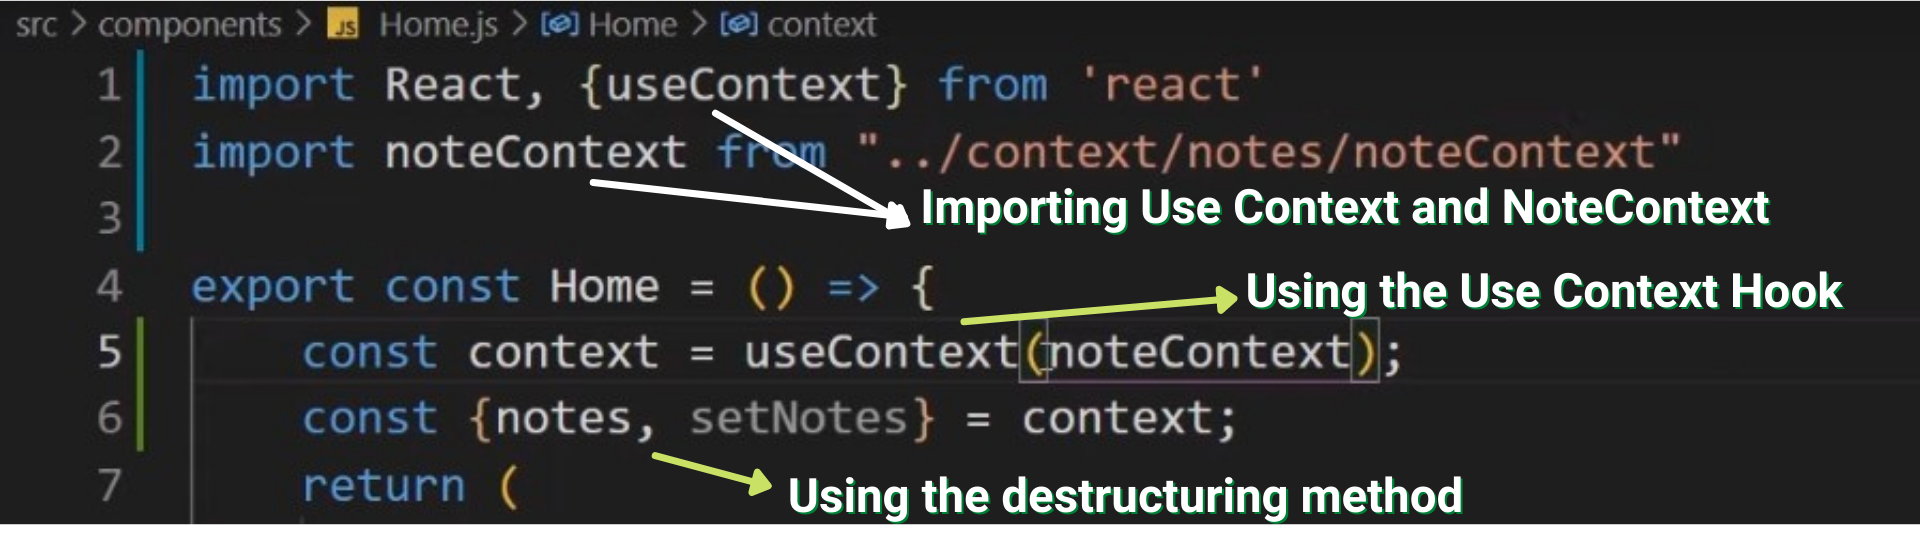 src > components > JS Home.js > Home > context
1 import React, {useContext} from 'react'
2 import noteContext from "../context/notes/noteContext"
3
Importing Use Context and NoteContext
4 export const Home = () => {
Using the Use Context Hook
5 const context = useContext(noteContext);
6 const {notes, setNotes} = context;
7 return (
Using the destructuring method